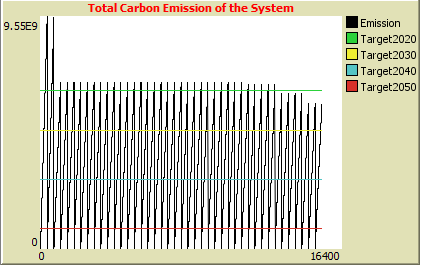 Total Carbon Emission of the System
9.55E9
0
0
16400
Emission
Target2020
Target2030
Target2040
Target2050